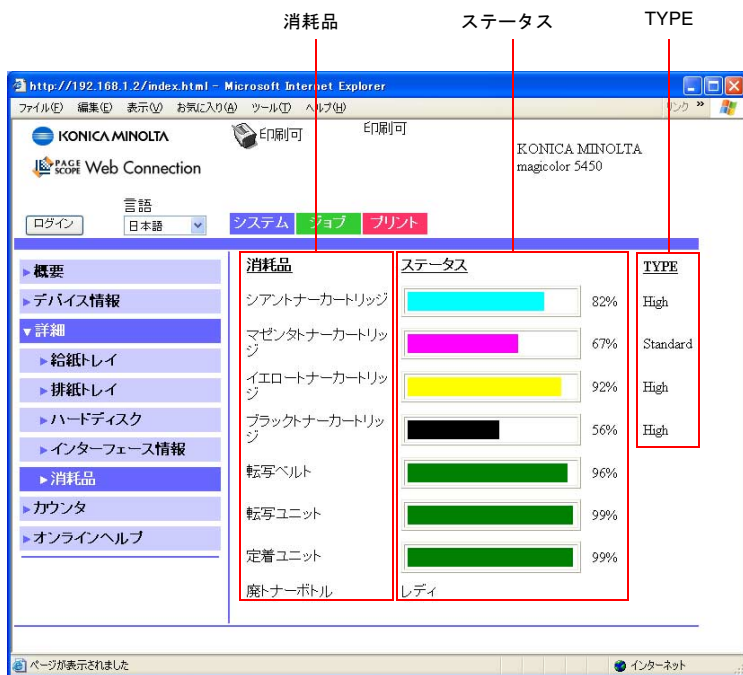 消耗品 ステータス TYPE
http://192.168.1.2/index.html - Microsoft Internet Explorer
ファイル(F) 編集(E) 表示(V) お気に入り(A) ツール(T) ヘルプ(H) リンク »
KONICA MINOLTA 印刷可 印刷可
KONICA MINOLTA
magicolor 5450
PAGE SCOPE Web Connection
言語
ログイン 日本語 システム ジョブ プリント
概要
デバイス情報
詳細
給紙トレイ
排紙トレイ
ハードディスク
インターフェース情報
消耗品
カウンタ
オンラインヘルプ
消耗品 ステータス TYPE
シアントナーカートリッジ 82% High
マゼンタトナーカートリッ
ジ 67% Standard
イエロートナーカートリッ
ジ 92% High
ブラックトナーカートリッ
ジ 56% High
転写ベルト 96%
転写ユニット 99%
定着ユニット 99%
廃トナーボトル レディ
ページが表示されました インターネット